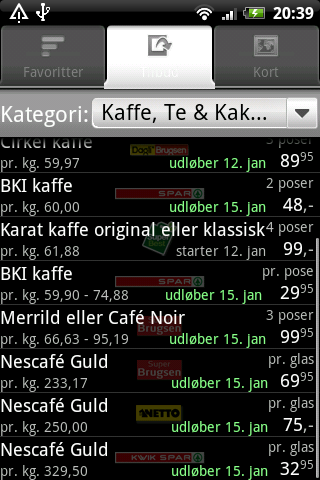 20:39
Favoritter
Tilbud
Kort
Kategori: Kaffe, Te & Kak...
Cirkel kaffe
3 poser
Dagli' Brugsen
pr. kg. 59,97 udløber 12. jan 89 95
BKI kaffe
2 poser
SPAR
pr. kg. 60,00 udløber 15. jan 48,-
Karat kaffe original eller klassisk
4 poser
Super Best
pr. kg. 61,88 starter 12. jan 99,-
BKI kaffe
pr. pose
SPAR
pr. kg. 59,90 - 74,88 udløber 15. jan 29 95
Merrild eller Café Noir
3 poser
Brugsen
pr. kg. 66,63 - 95,19 udløber 15. jan 99 95
Nescafé Guld
pr. glas
Super Brugsen
pr. kg. 233,17 udløber 15. jan 69 95
Nescafé Guld
pr. glas
NETTO
pr. kg. 250,00 udløber 15. jan 75,-
Nescafé Guld
pr. glas
KWIK SPAR
pr. kg. 329,50 udløber 15. jan 32 95